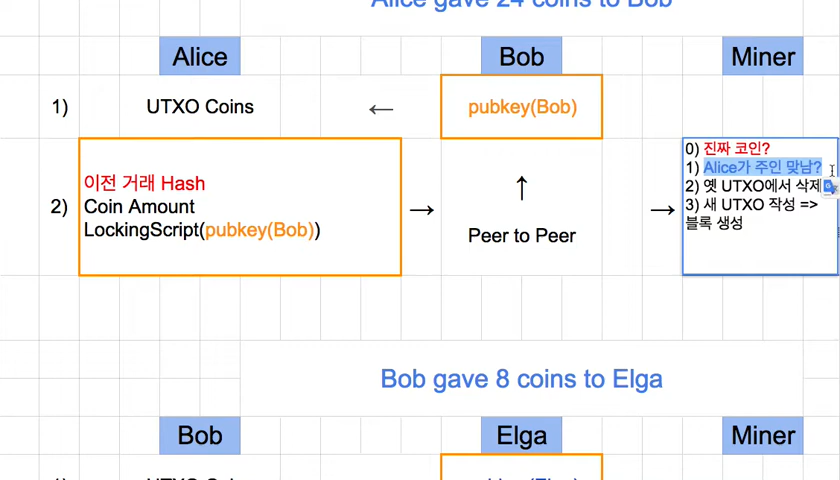 Alice gave 24 coins to Bob
Alice
Bob
Miner
1)
UTXO Coins
←
pubkey(Bob)
2)
이전 거래 Hash
Coin Amount
LockingScript(pubkey(Bob))
→
↑
Peer to Peer
→
0) 진짜 코인?
1) Alice가 주인 맞남?
2) 옛 UTXO에서 삭제
3) 새 UTXO 작성 =>
블록 생성
Bob gave 8 coins to Elga
Bob
Elga
Miner